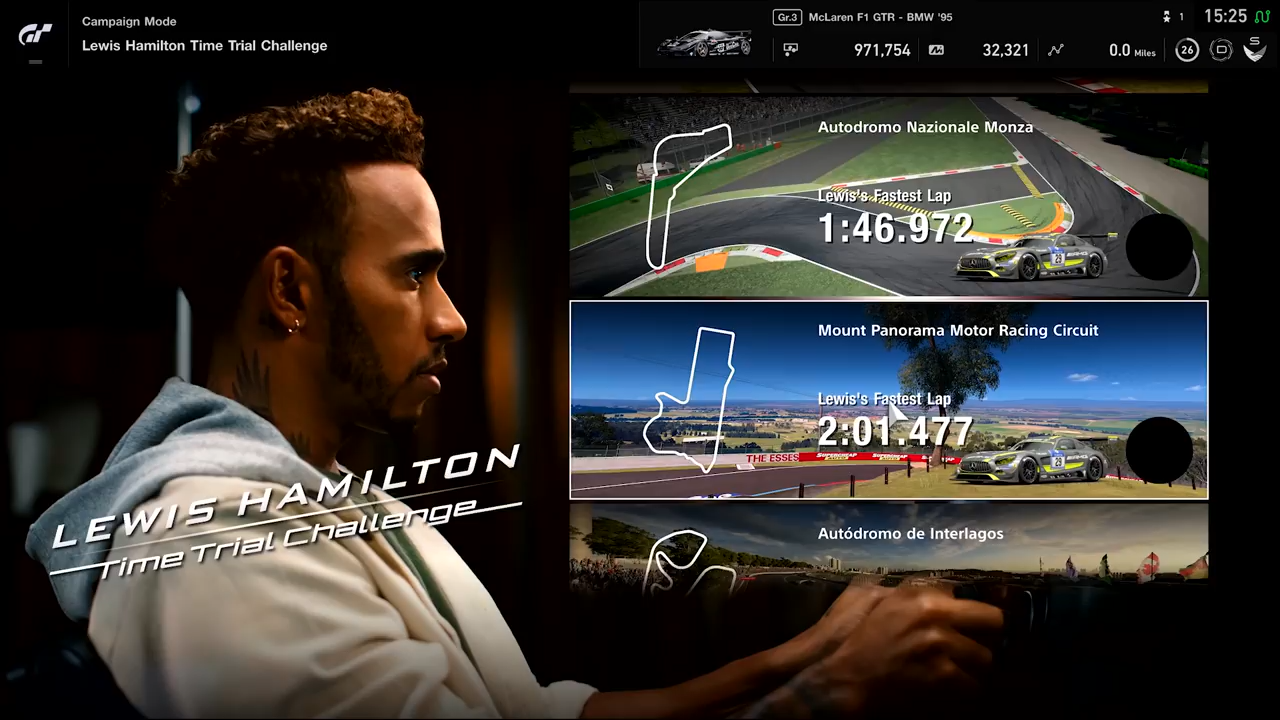 Campaign Mode
Lewis Hamilton Time Trial Challenge
Gr.3 McLaren F1 GTR - BMW '95
1
15:25
971,754
32,321
0.0 Miles
26
S
Autodromo Nazionale Monza
Lewis's Fastest Lap
1:46.972
29
Mount Panorama Motor Racing Circuit
Lewis's Fastest Lap
2:01.477
THE ESSES
29
Autódromo de Interlagos
LEWIS HAMILTON
Time Trial Challenge